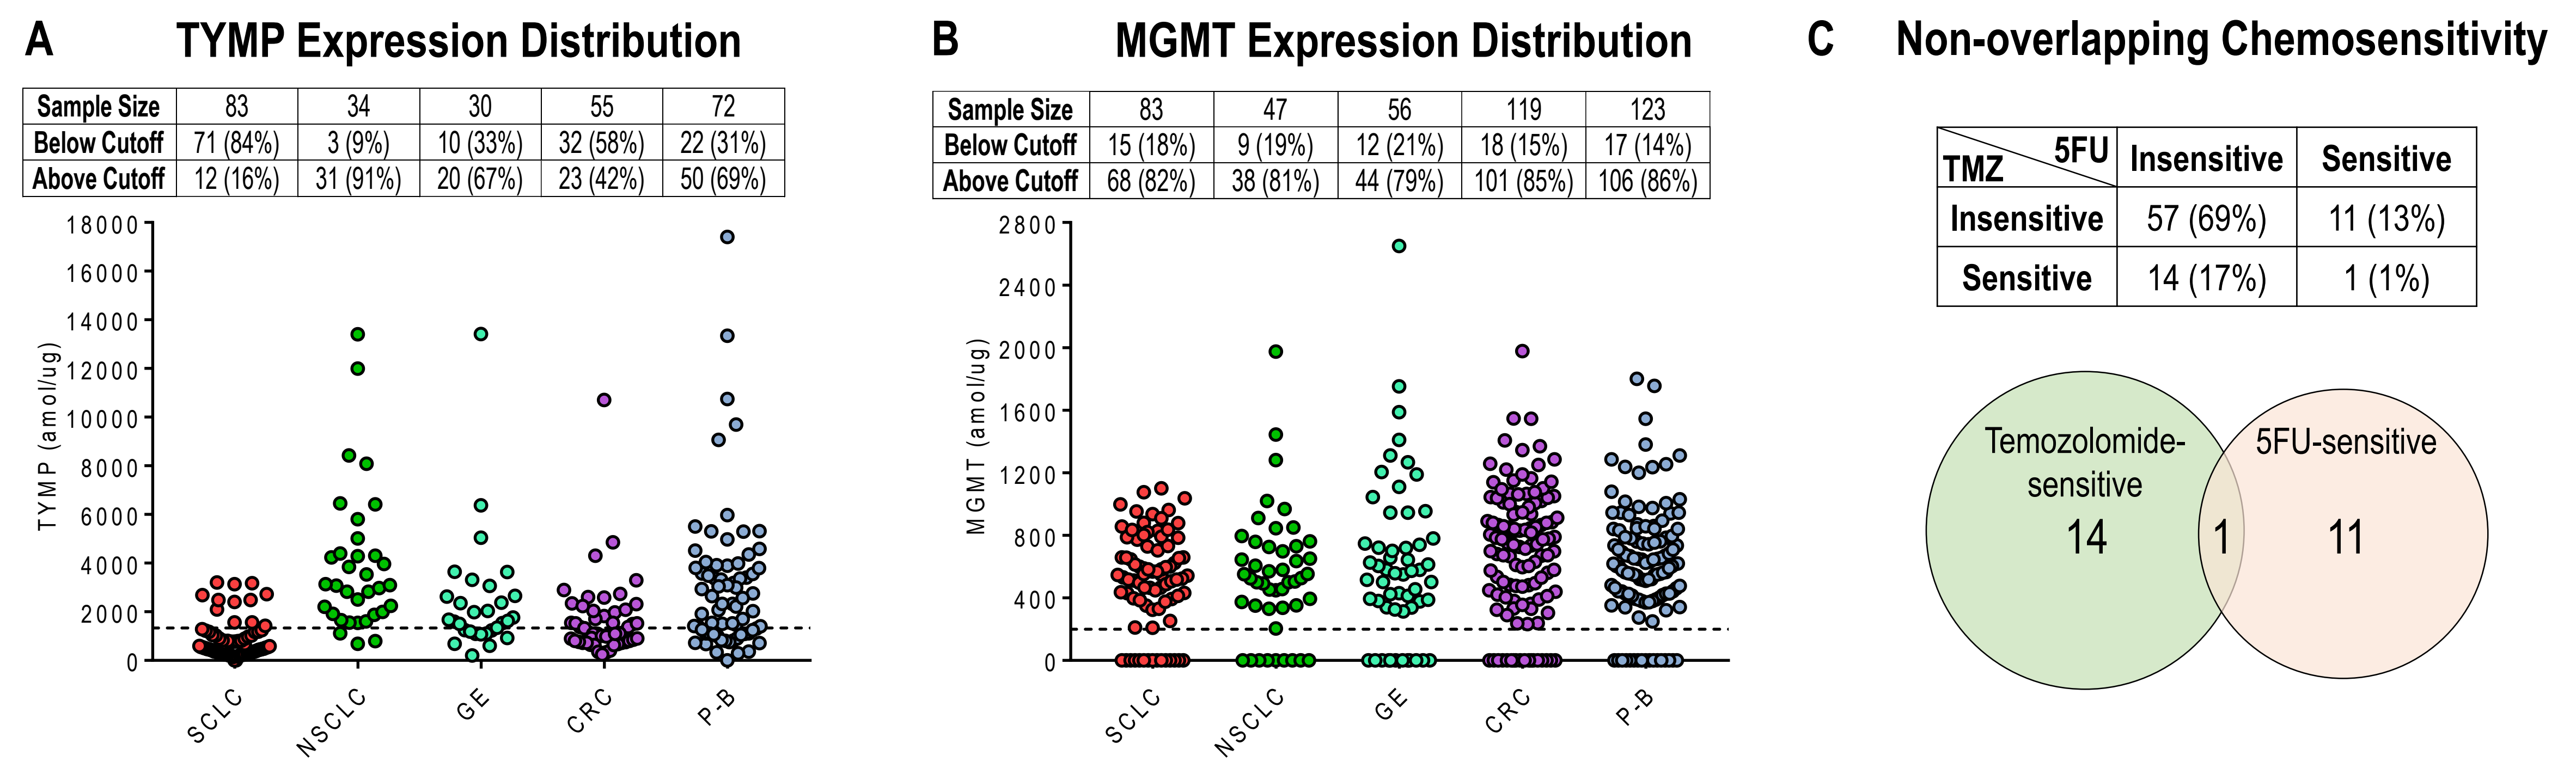 A TYMP Expression Distribution
Sample Size 83 34 30 55 72
Below Cutoff 71 (84%) 3 (9%) 10 (33%) 32 (58%) 22 (31%)
Above Cutoff 12 (16%) 31 (91%) 20 (67%) 23 (42%) 50 (69%)
TYMP (amol/ug)
18000
16000
14000
12000
10000
8000
6000
4000
2000
0
SCLC NSCLC GE CRC P-B
B MGMT Expression Distribution
Sample Size 83 47 56 119 123
Below Cutoff 15 (18%) 9 (19%) 12 (21%) 18 (15%) 17 (14%)
Above Cutoff 68 (82%) 38 (81%) 44 (79%) 101 (85%) 106 (86%)
MGMT (amol/ug)
2800
2400
2000
1600
1200
800
400
0
SCLC NSCLC GE CRC P-B
C Non-overlapping Chemosensitivity
5FU TMZ Insensitive Sensitive
Insensitive 57 (69%) 11 (13%)
Sensitive 14 (17%) 1 (1%)
Temozolomide-
sensitive
5FU-sensitive
14 1 11